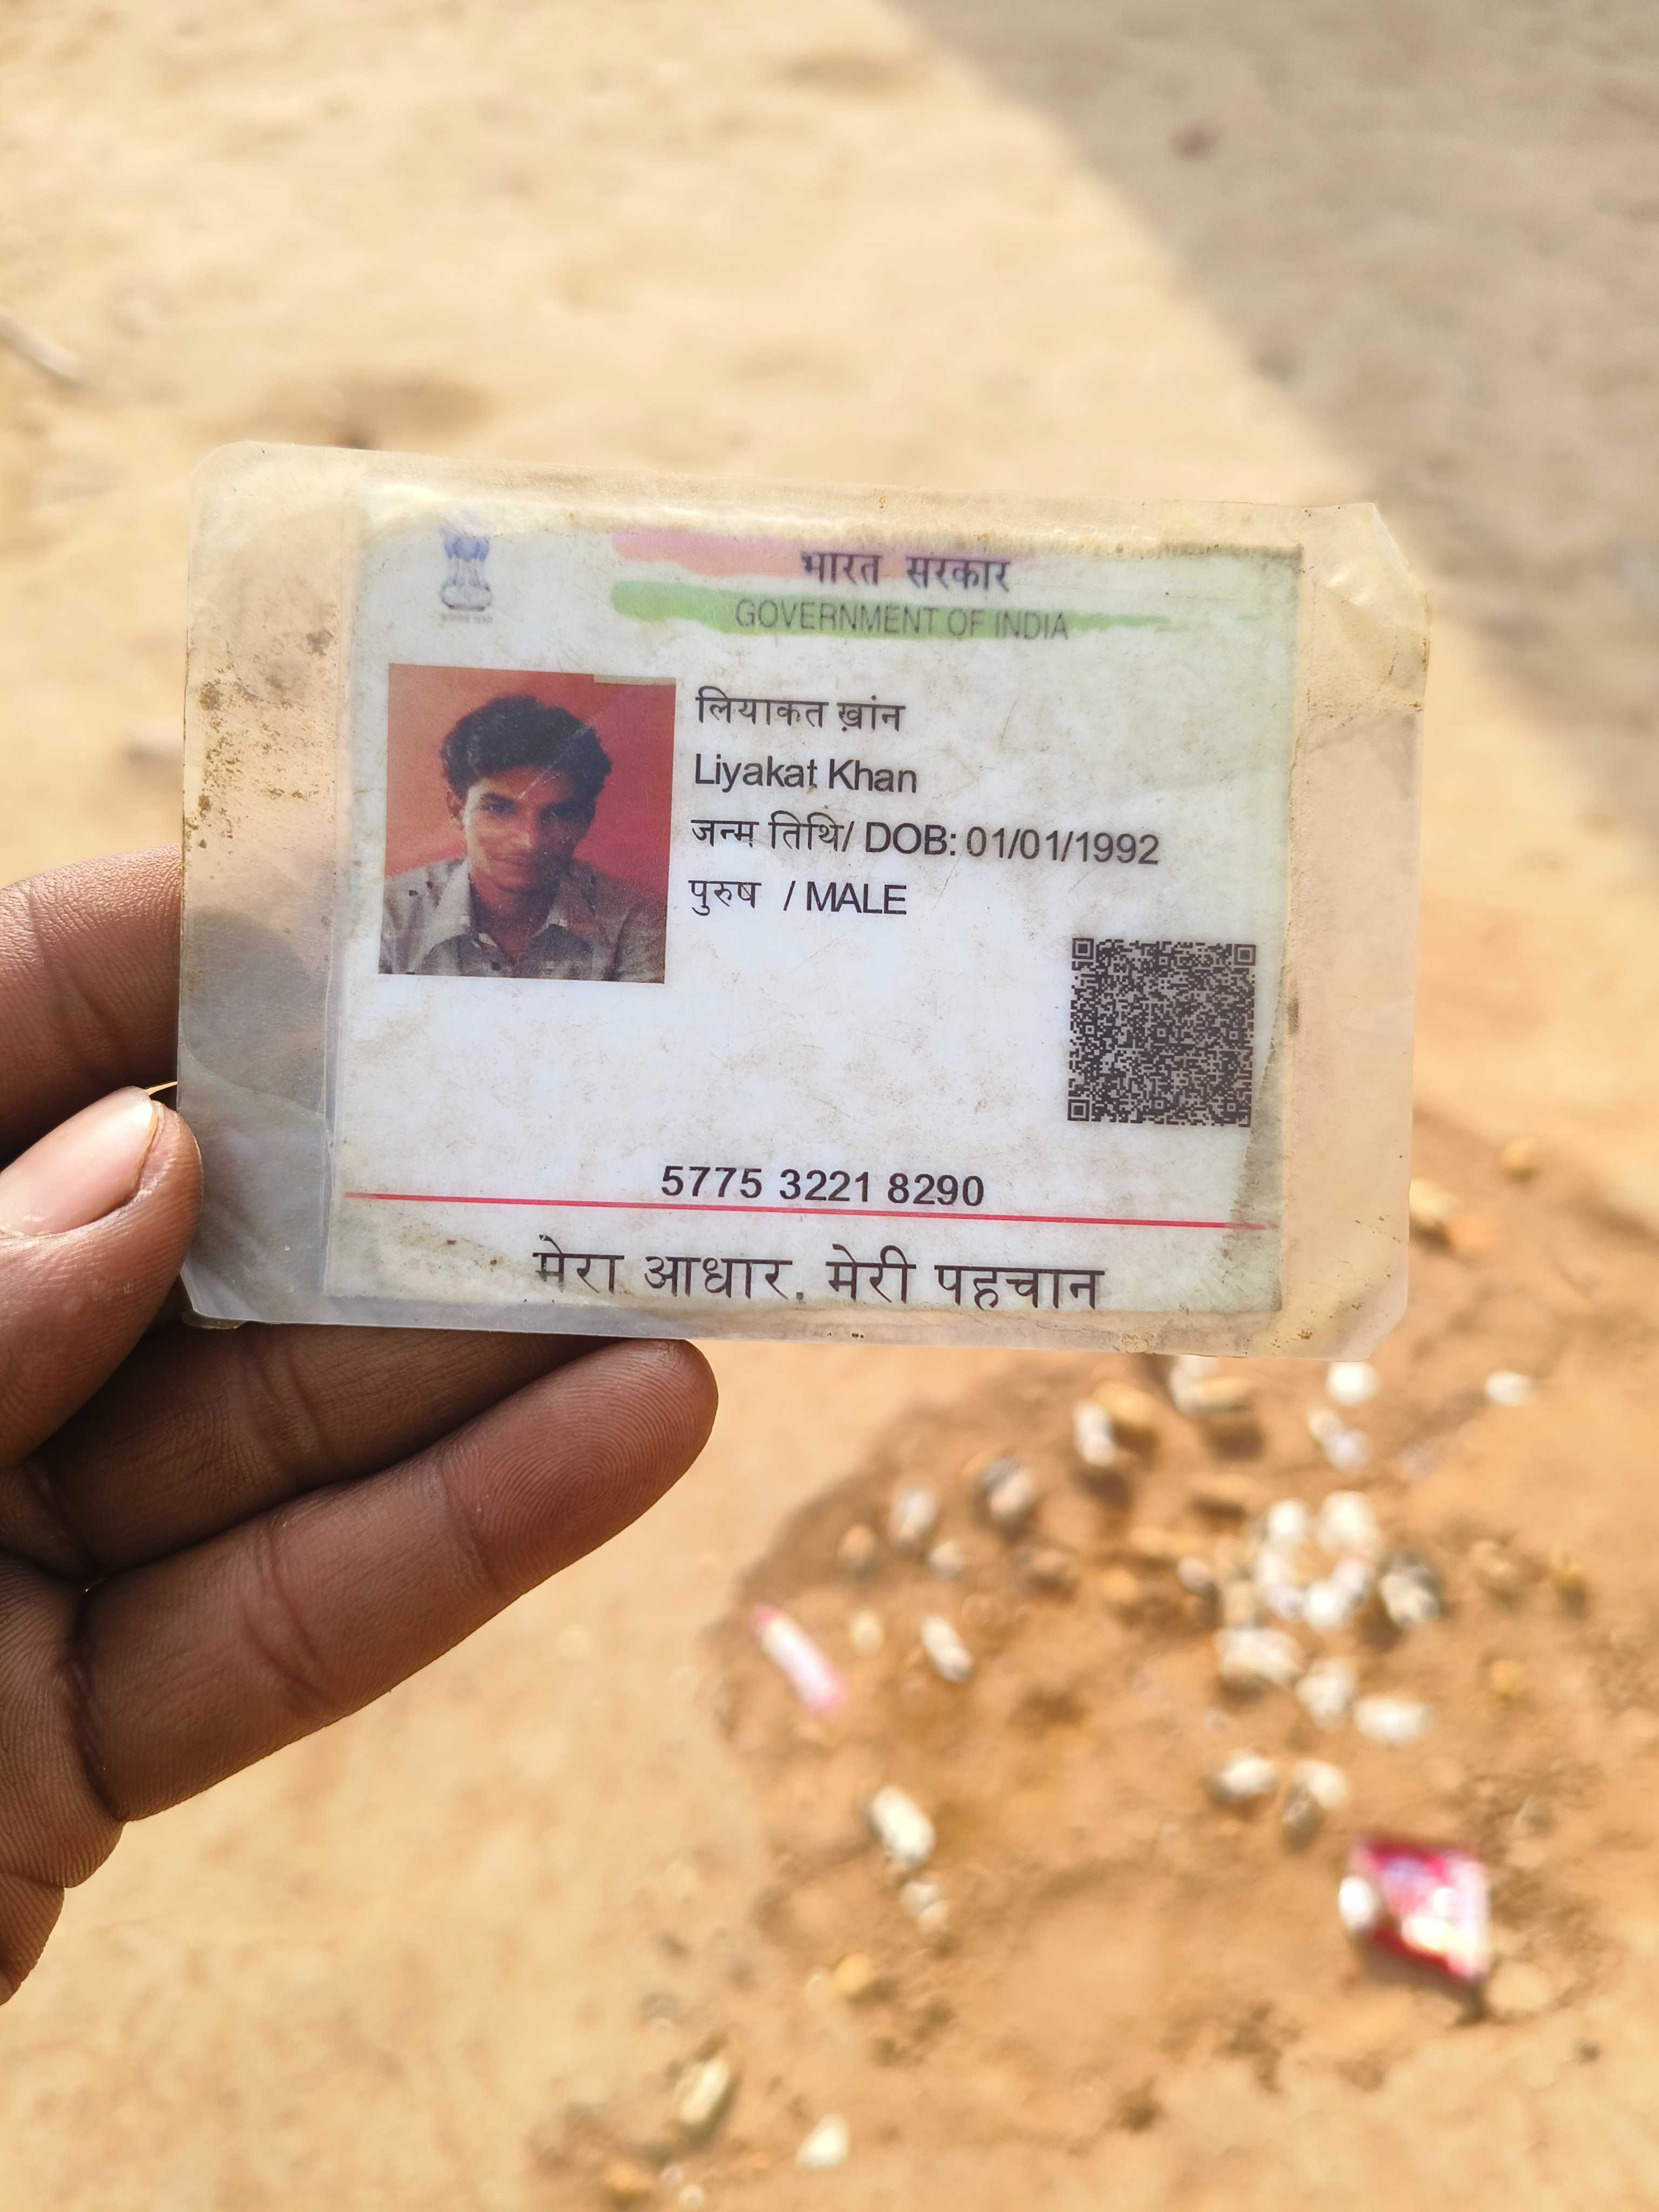 भारत सरकार
GOVERNMENT OF INDIA
लियाकत ख़ांन
Liyakat Khan
जन्म तिथि/ DOB: 01/01/1992
पुरुष / MALE
5775 3221 8290
मेरा आधार, मेरी पहचान